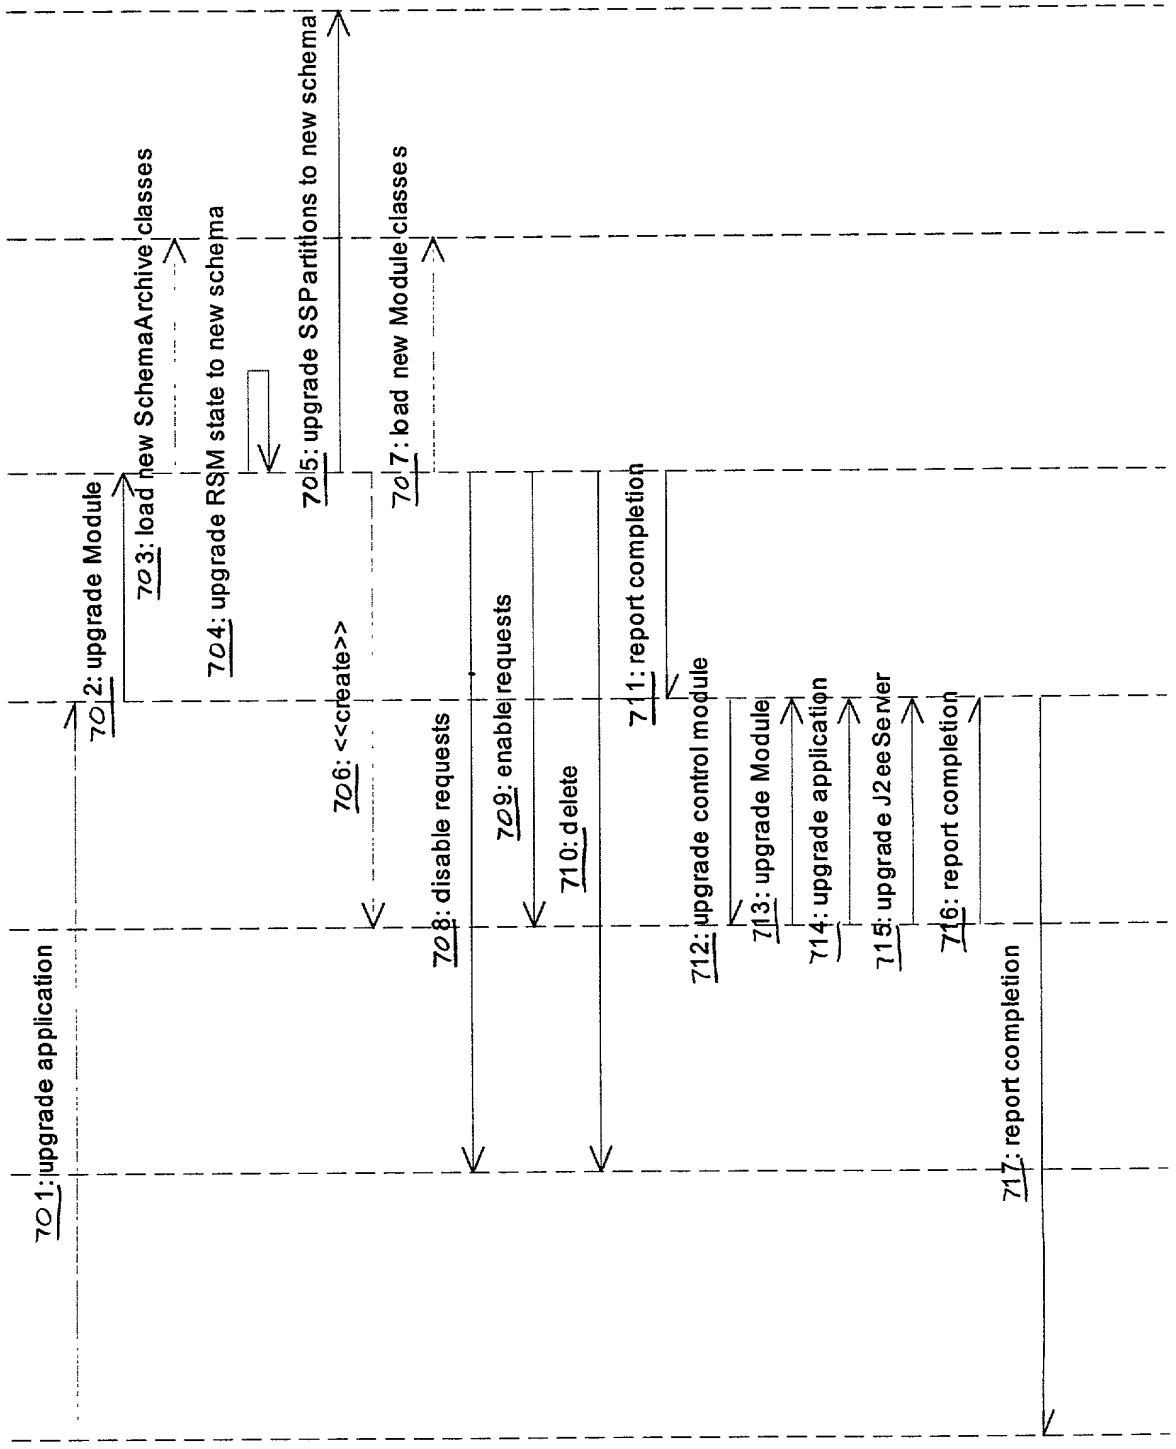 701: upgrade application
702: upgrade Module
703: load new SchemaArchive classes
704: upgrade RSM state to new schema
705: upgrade SSPartitions to new schema
706: <<create>>
707: load new Module classes
708: disable requests
709: enable requests
710: delete
711: report completion
712: upgrade control module
713: upgrade Module
714: upgrade application
715: upgrade J2eeServer
716: report completion
717: report completion